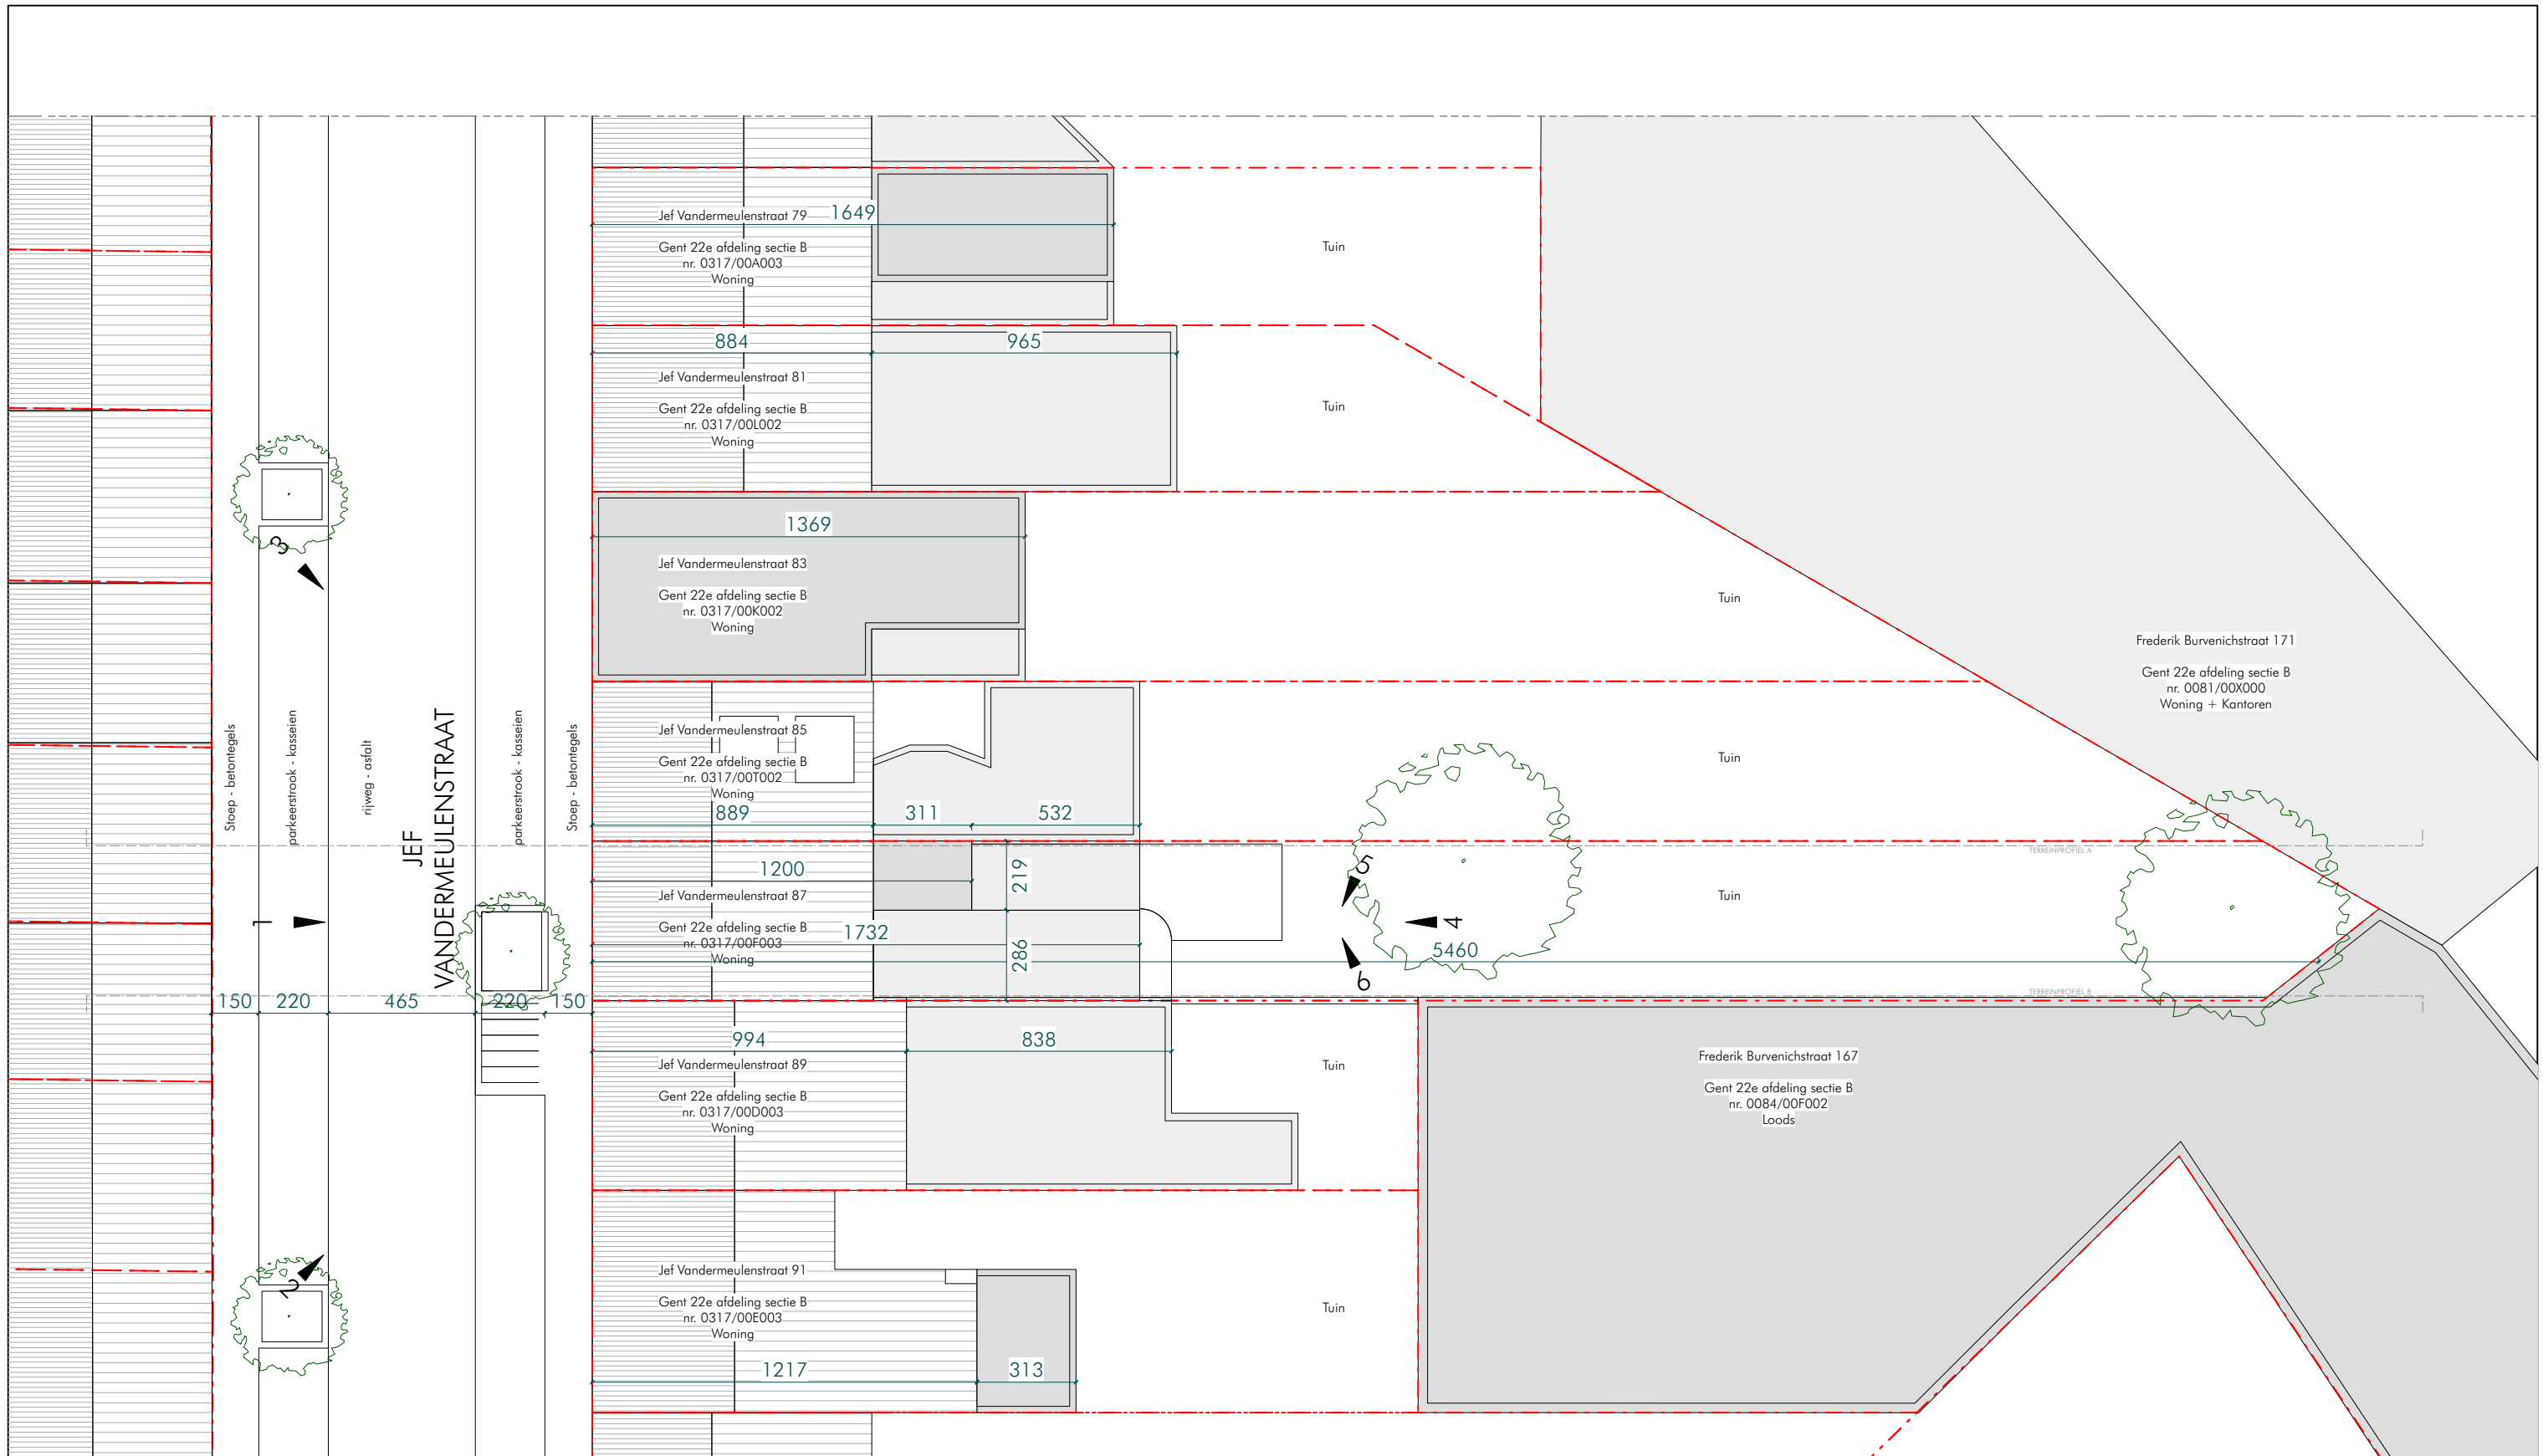 Jef Vandermeulenstraat 79
1649
Gent 22e afdeling sectie B
nr. 0317/00A003
Woning
Tuin
884
965
Jef Vandermeulenstraat 81
Gent 22e afdeling sectie B
nr. 0317/00L002
Woning
Tuin
1369
3
Jef Vandermeulenstraat 83
Gent 22e afdeling sectie B
nr. 0317/00K002
Woning
Tuin
Frederik Burvenichstraat 171
Gent 22e afdeling sectie B
nr. 0081/00X000
Woning + Kantoren
Stoep - betontegels
parkeerstrook - kasseien
rijweg - asfalt
JEF
VANDERMEULENSTRAAT
parkeerstrook - kasseien
Stoep - betontegels
Jef Vandermeulenstraat 85
Gent 22e afdeling sectie B
nr. 0317/00T002
Woning
889
311
532
Tuin
TERREINPROFIEL A
1200
219
5
Jef Vandermeulenstraat 87
Gent 22e afdeling sectie B
nr. 0317/00F003
Woning
1732
286
1
4
6
Tuin
5460
TERREINPROFIEL B
150
220
465
220
150
994
838
Jef Vandermeulenstraat 89
Gent 22e afdeling sectie B
nr. 0317/00D003
Woning
Tuin
Frederik Burvenichstraat 167
Gent 22e afdeling sectie B
nr. 0084/00F002
Loods
2
Jef Vandermeulenstraat 91
Gent 22e afdeling sectie B
nr. 0317/00E003
Woning
Tuin
1217
313